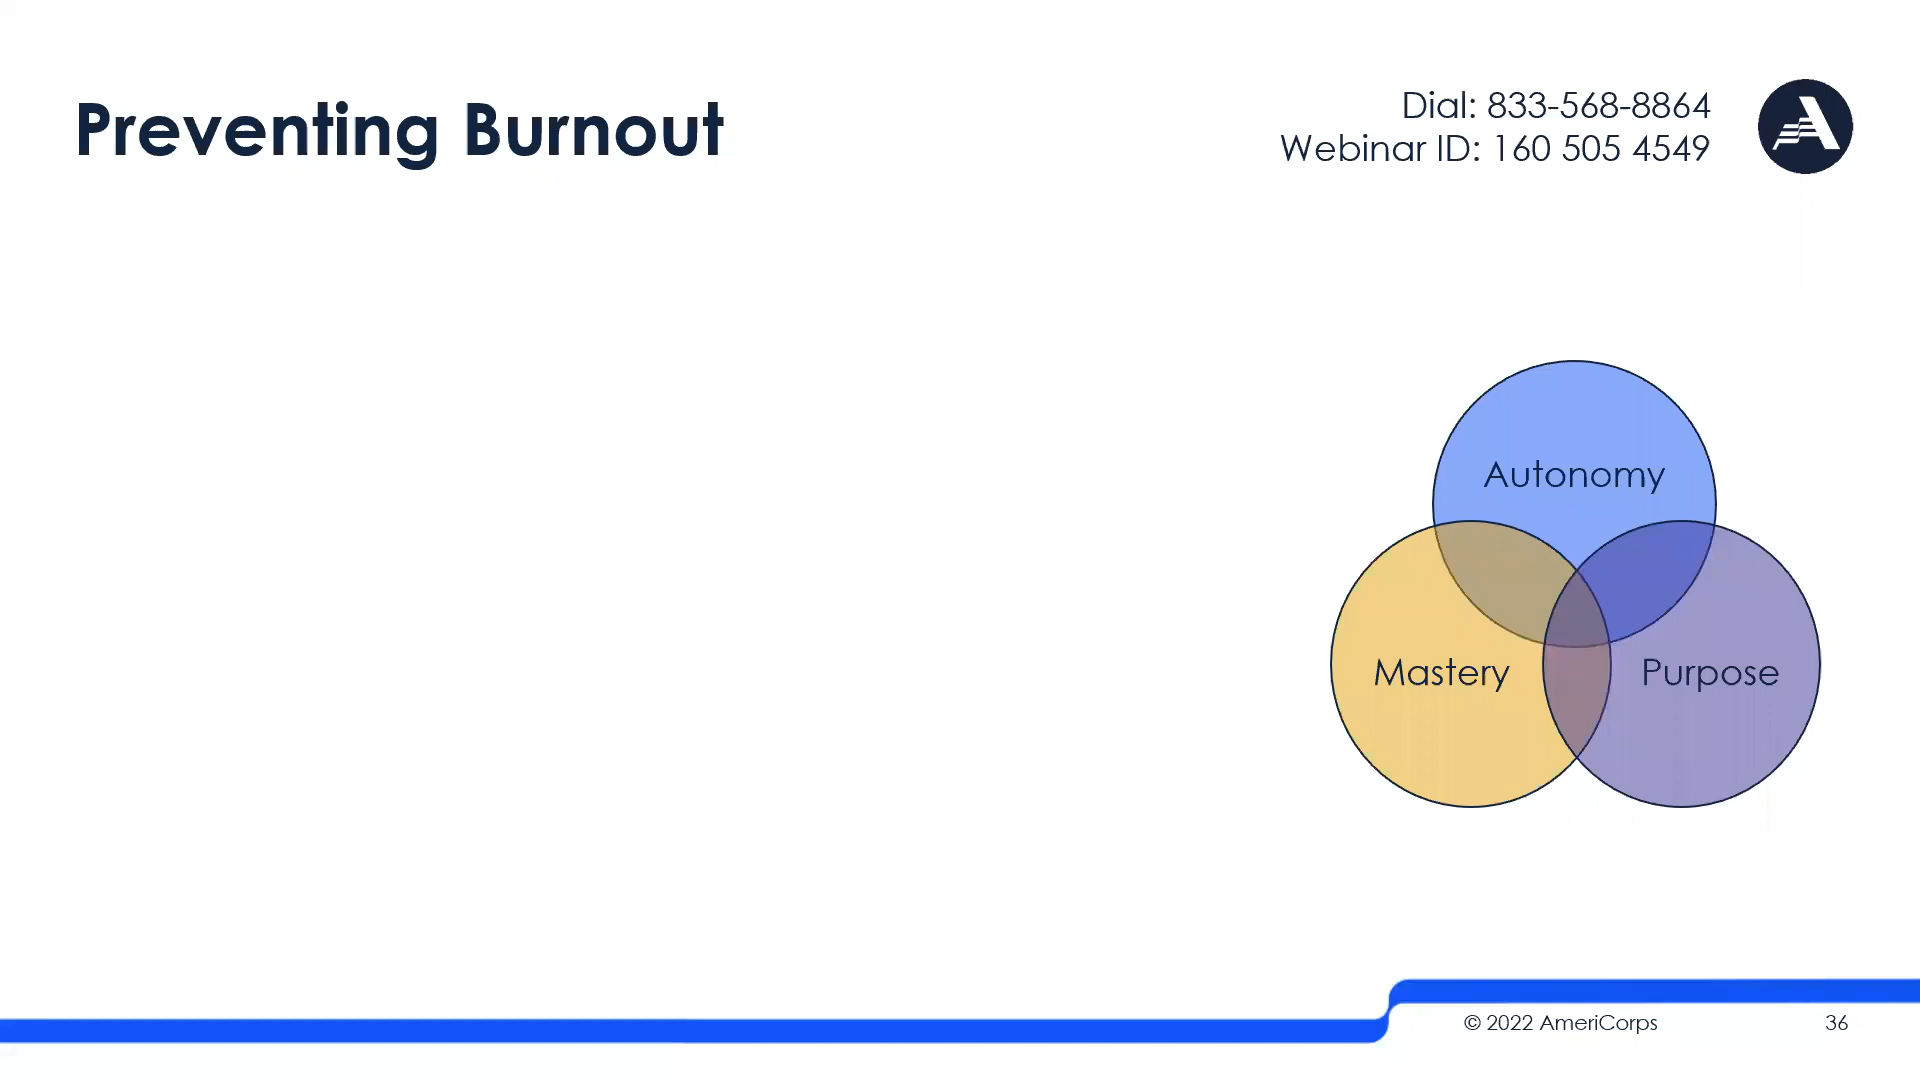 Preventing Burnout
Dial: 833-568-8864
Webinar ID: 160 505 4549
Autonomy
Mastery
Purpose
© 2022 AmeriCorps
36